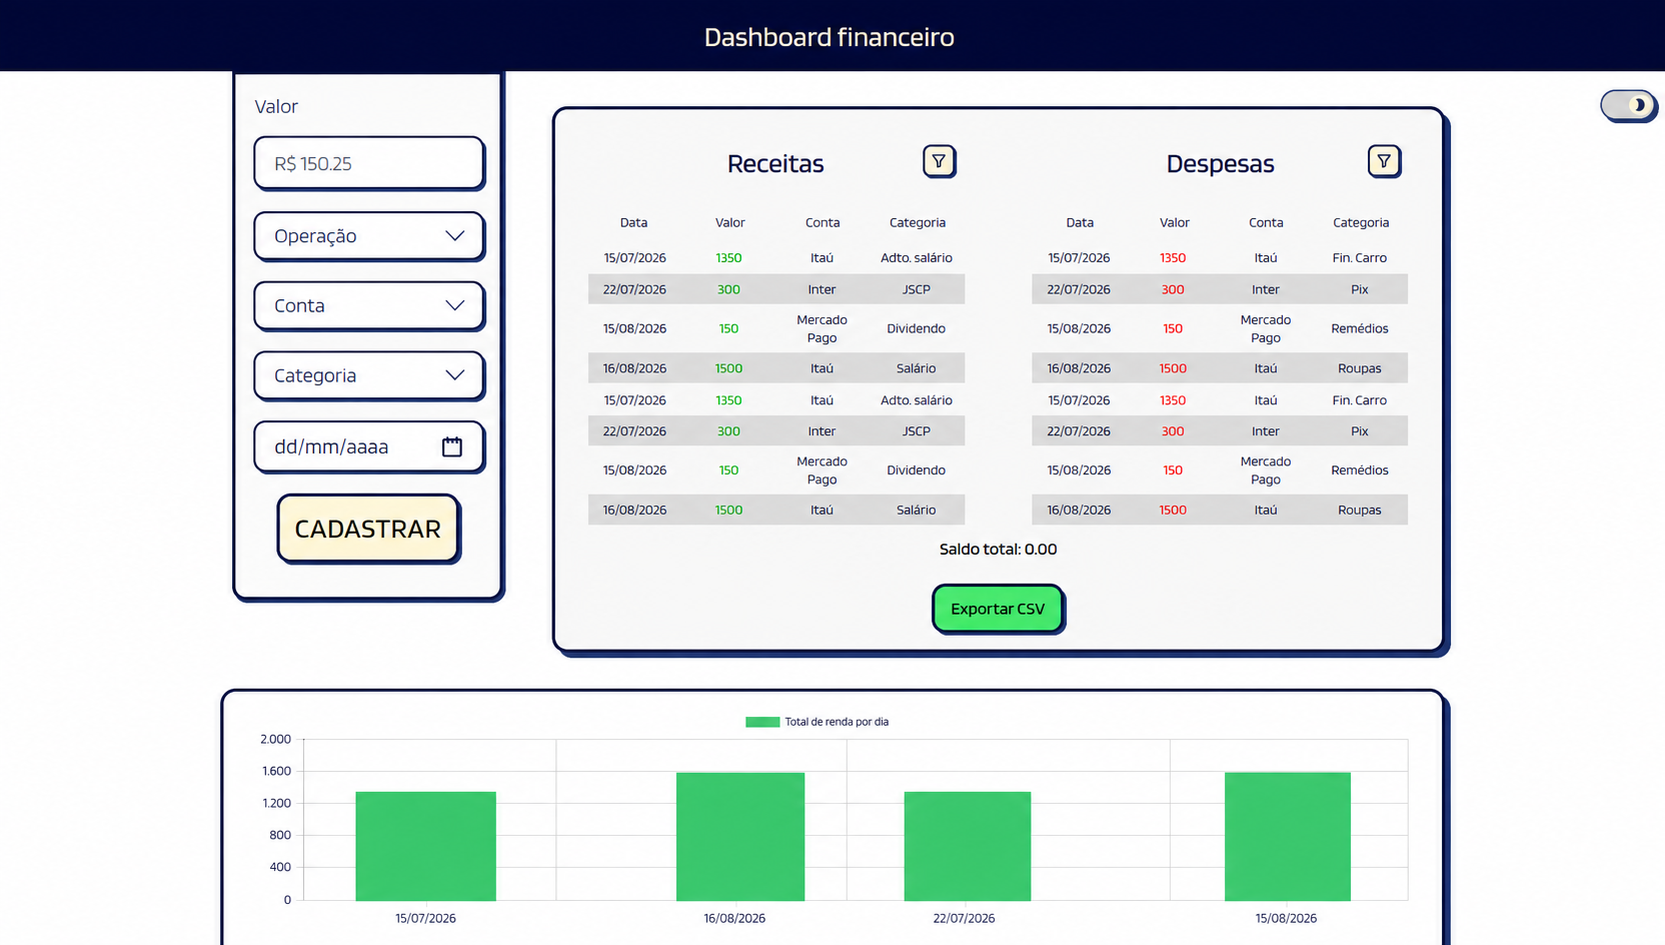 Dashboard financeiro
Valor
R$ 150.25
Operação
Conta
Categoria
dd/mm/aaaa
CADASTRAR
Receitas
Data Valor Conta Categoria
15/07/2026 1350 Itaú Adto. salário
22/07/2026 300 Inter JSCP
15/08/2026 150 Mercado Pago Dividendo
16/08/2026 1500 Itaú Salário
15/07/2026 1350 Itaú Adto. salário
22/07/2026 300 Inter JSCP
15/08/2026 150 Mercado Pago Dividendo
16/08/2026 1500 Itaú Salário
Despesas
Data Valor Conta Categoria
15/07/2026 1350 Itaú Fin. Carro
22/07/2026 300 Inter Pix
15/08/2026 150 Mercado Pago Remédios
16/08/2026 1500 Itaú Roupas
15/07/2026 1350 Itaú Fin. Carro
22/07/2026 300 Inter Pix
15/08/2026 150 Mercado Pago Remédios
16/08/2026 1500 Itaú Roupas
Saldo total: 0.00
Exportar CSV
Total de renda por dia
2.000
1.600
1.200
800
400
0
15/07/2026 16/08/2026 22/07/2026 15/08/2026